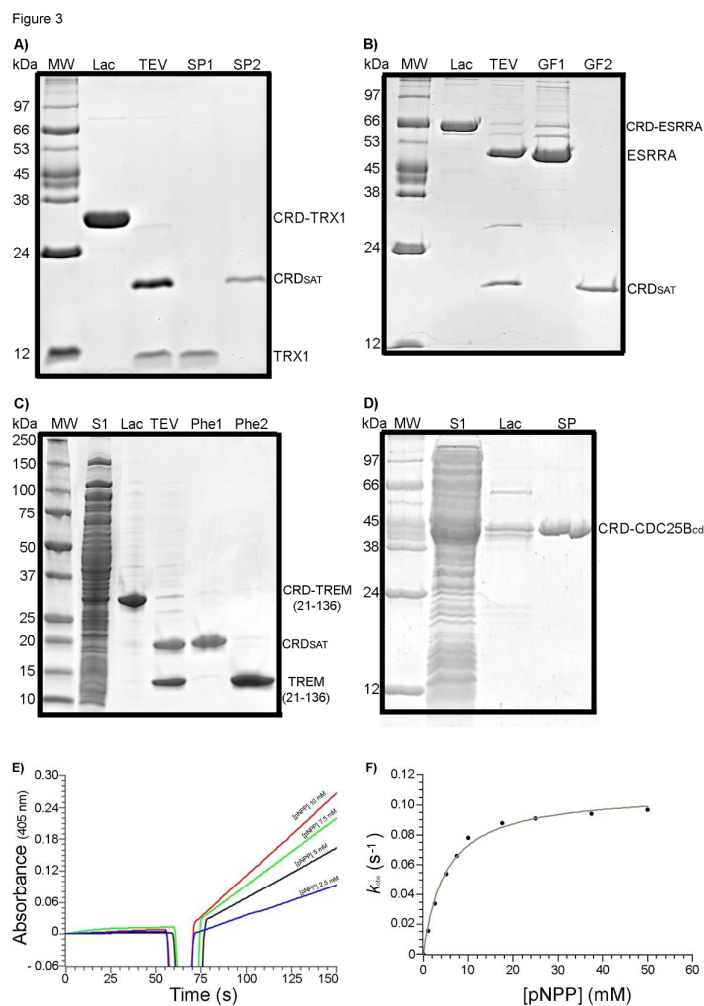 Figure 3
A)
kDa MW Lac TEV SP1 SP2
97
66
53
45
38
24
12
CRD-TRX1
CRDSAT
TRX1
B)
kDa MW Lac TEV GF1 GF2
97
66
53
45
38
24
12
CRD-ESRRA
ESRRA
CRDSAT
C)
kDa MW S1 Lac TEV Phe1 Phe2
250
150
100
75
50
37
25
20
15
10
CRD-TREM
(21-136)
CRDSAT
TREM
(21-136)
D)
kDa MW S1 Lac SP
97
66
45
38
24
12
CRD-CDC25Bcd
E)
Absorbance (405 nm)
0.30
0.24
0.18
0.12
0.06
0
-0.06
[pNPP] 10 mM
[pNPP] 7.5 mM
[pNPP] 5 mM
[pNPP] 2.5 mM
0 25 50 75 100 125 150
Time (s)
F)
kobs (s-1)
0.12
0.10
0.08
0.06
0.04
0.02
0
0 10 20 30 40 50 60
[pNPP] (mM)